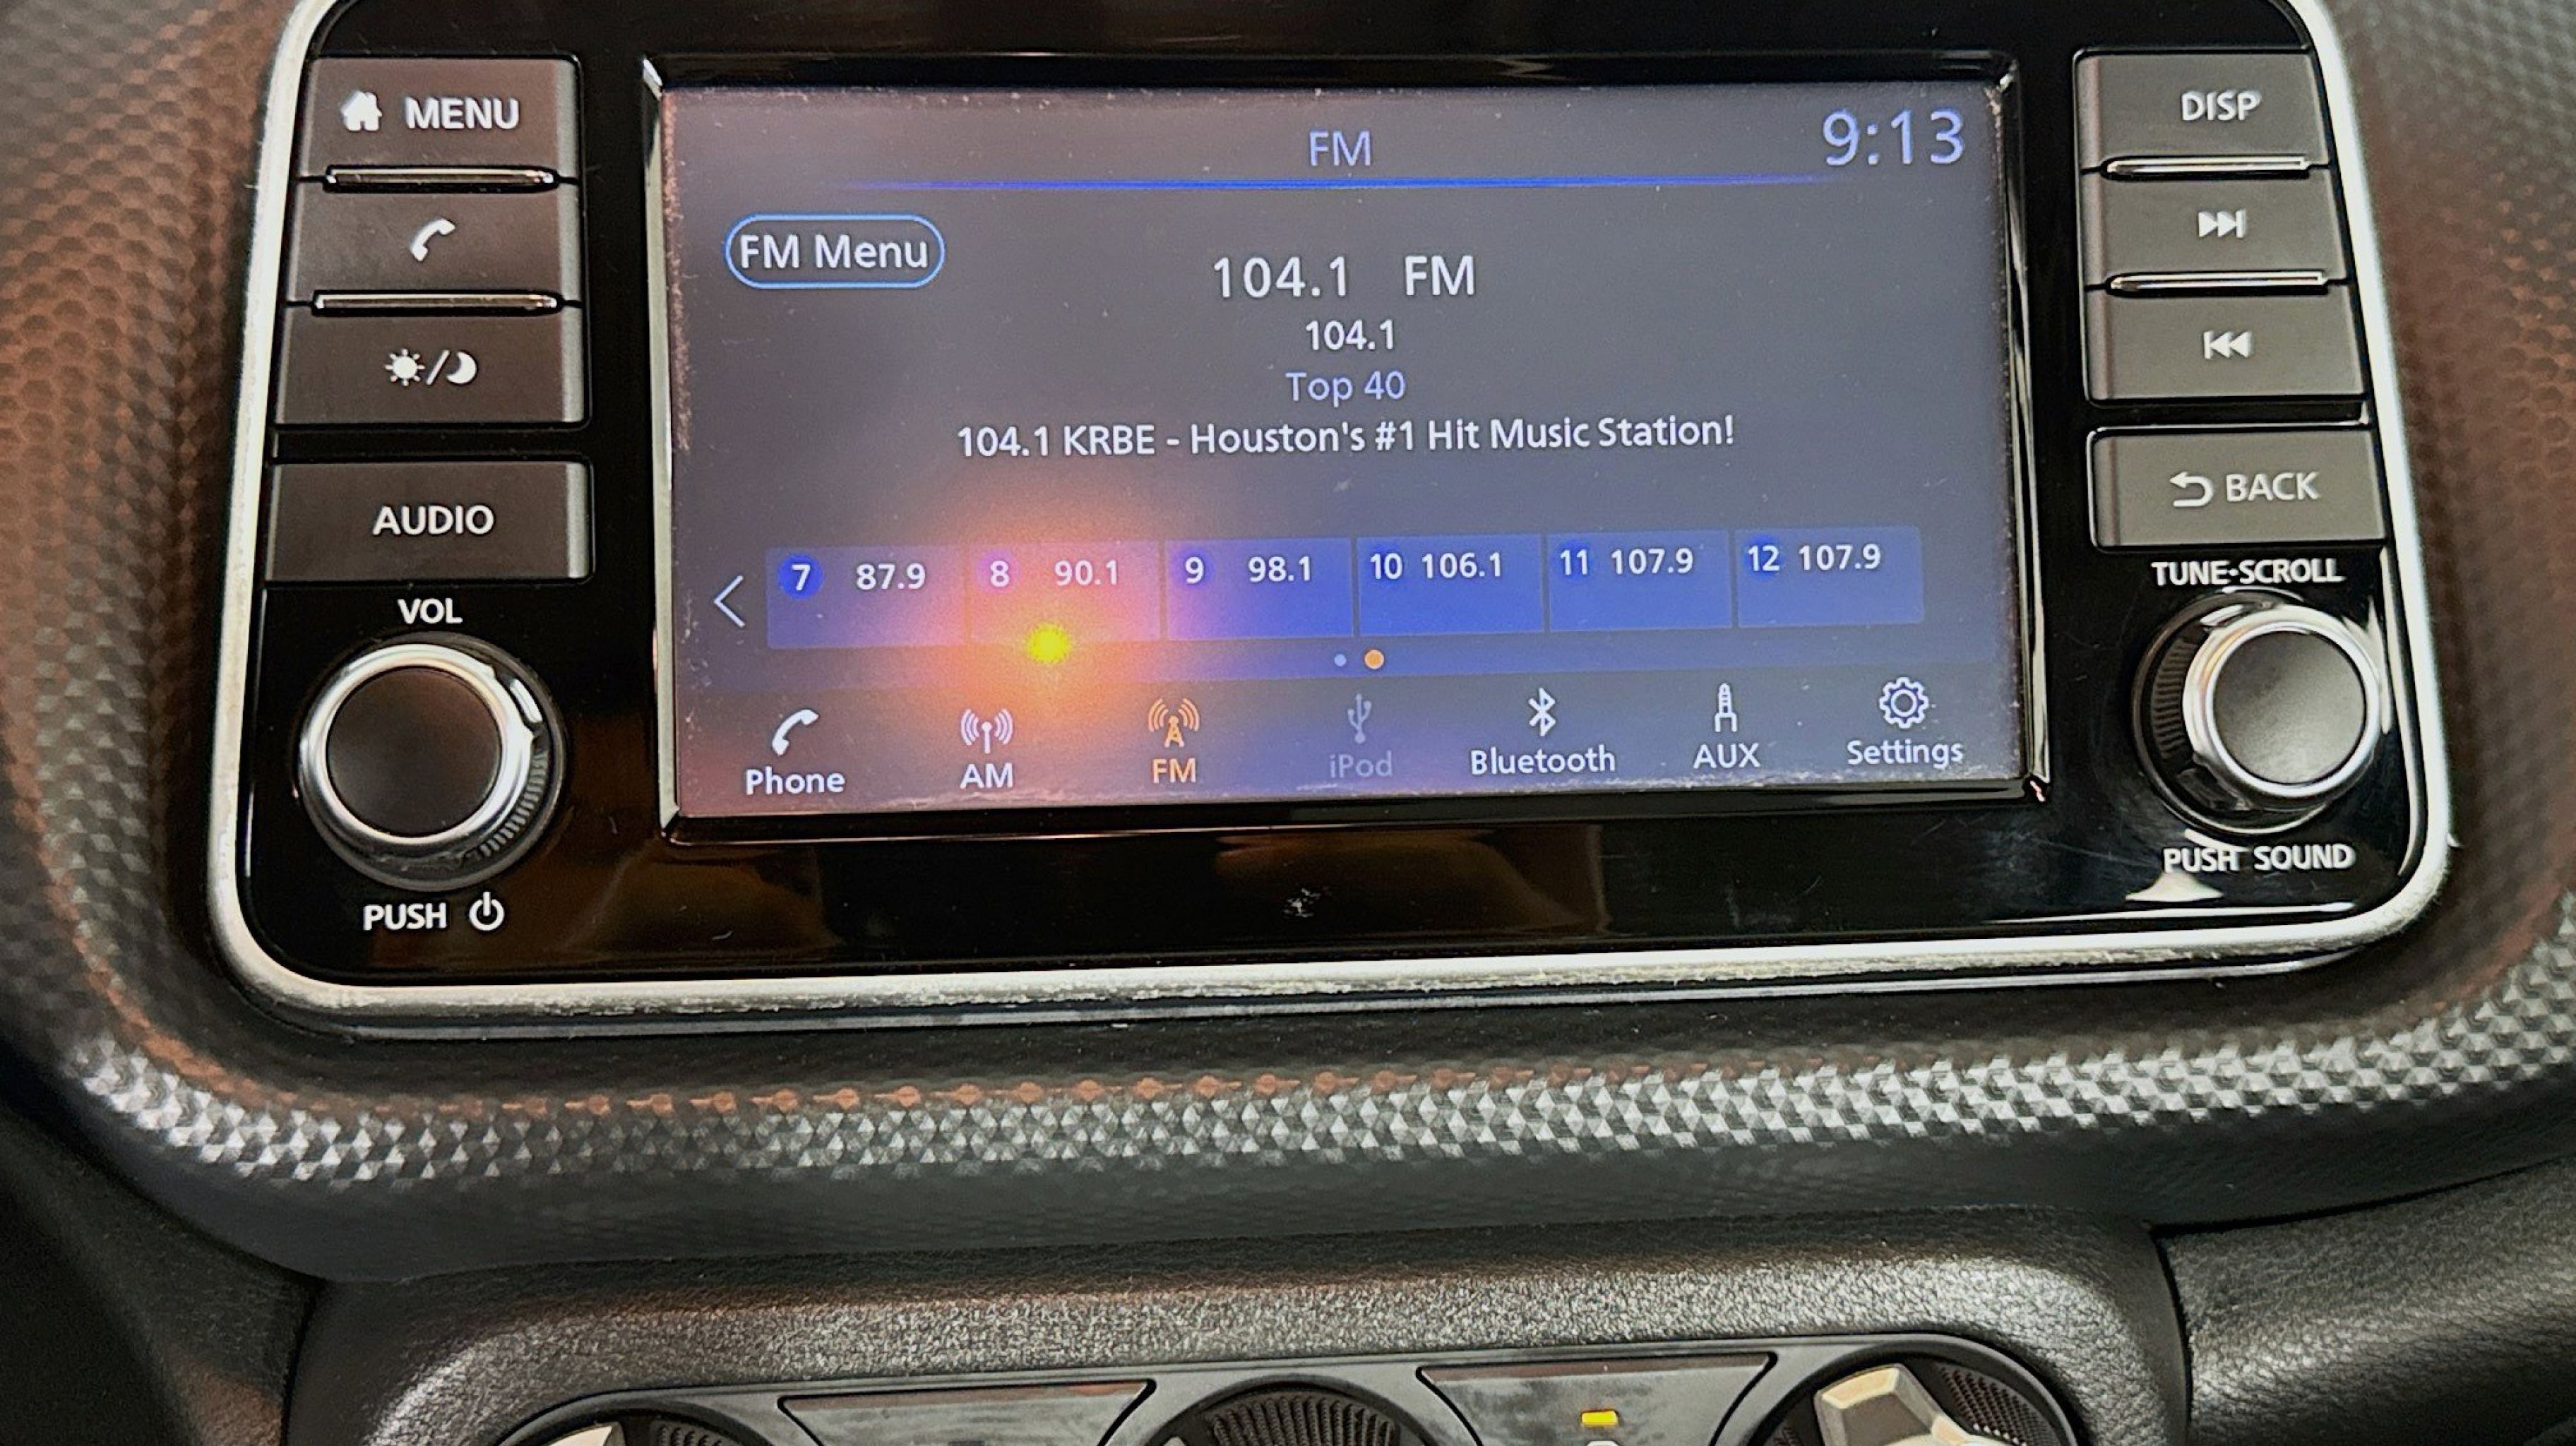 MENU
AUDIO
VOL
PUSH
FM
9:13
FM Menu
104.1 FM
104.1
Top 40
104.1 KRBE - Houston's #1 Hit Music Station!
7 87.9 8 90.1 9 98.1 10 106.1 11 107.9 12 107.9
Phone AM FM iPod Bluetooth AUX Settings
DISP
BACK
TUNE•SCROLL
PUSH SOUND